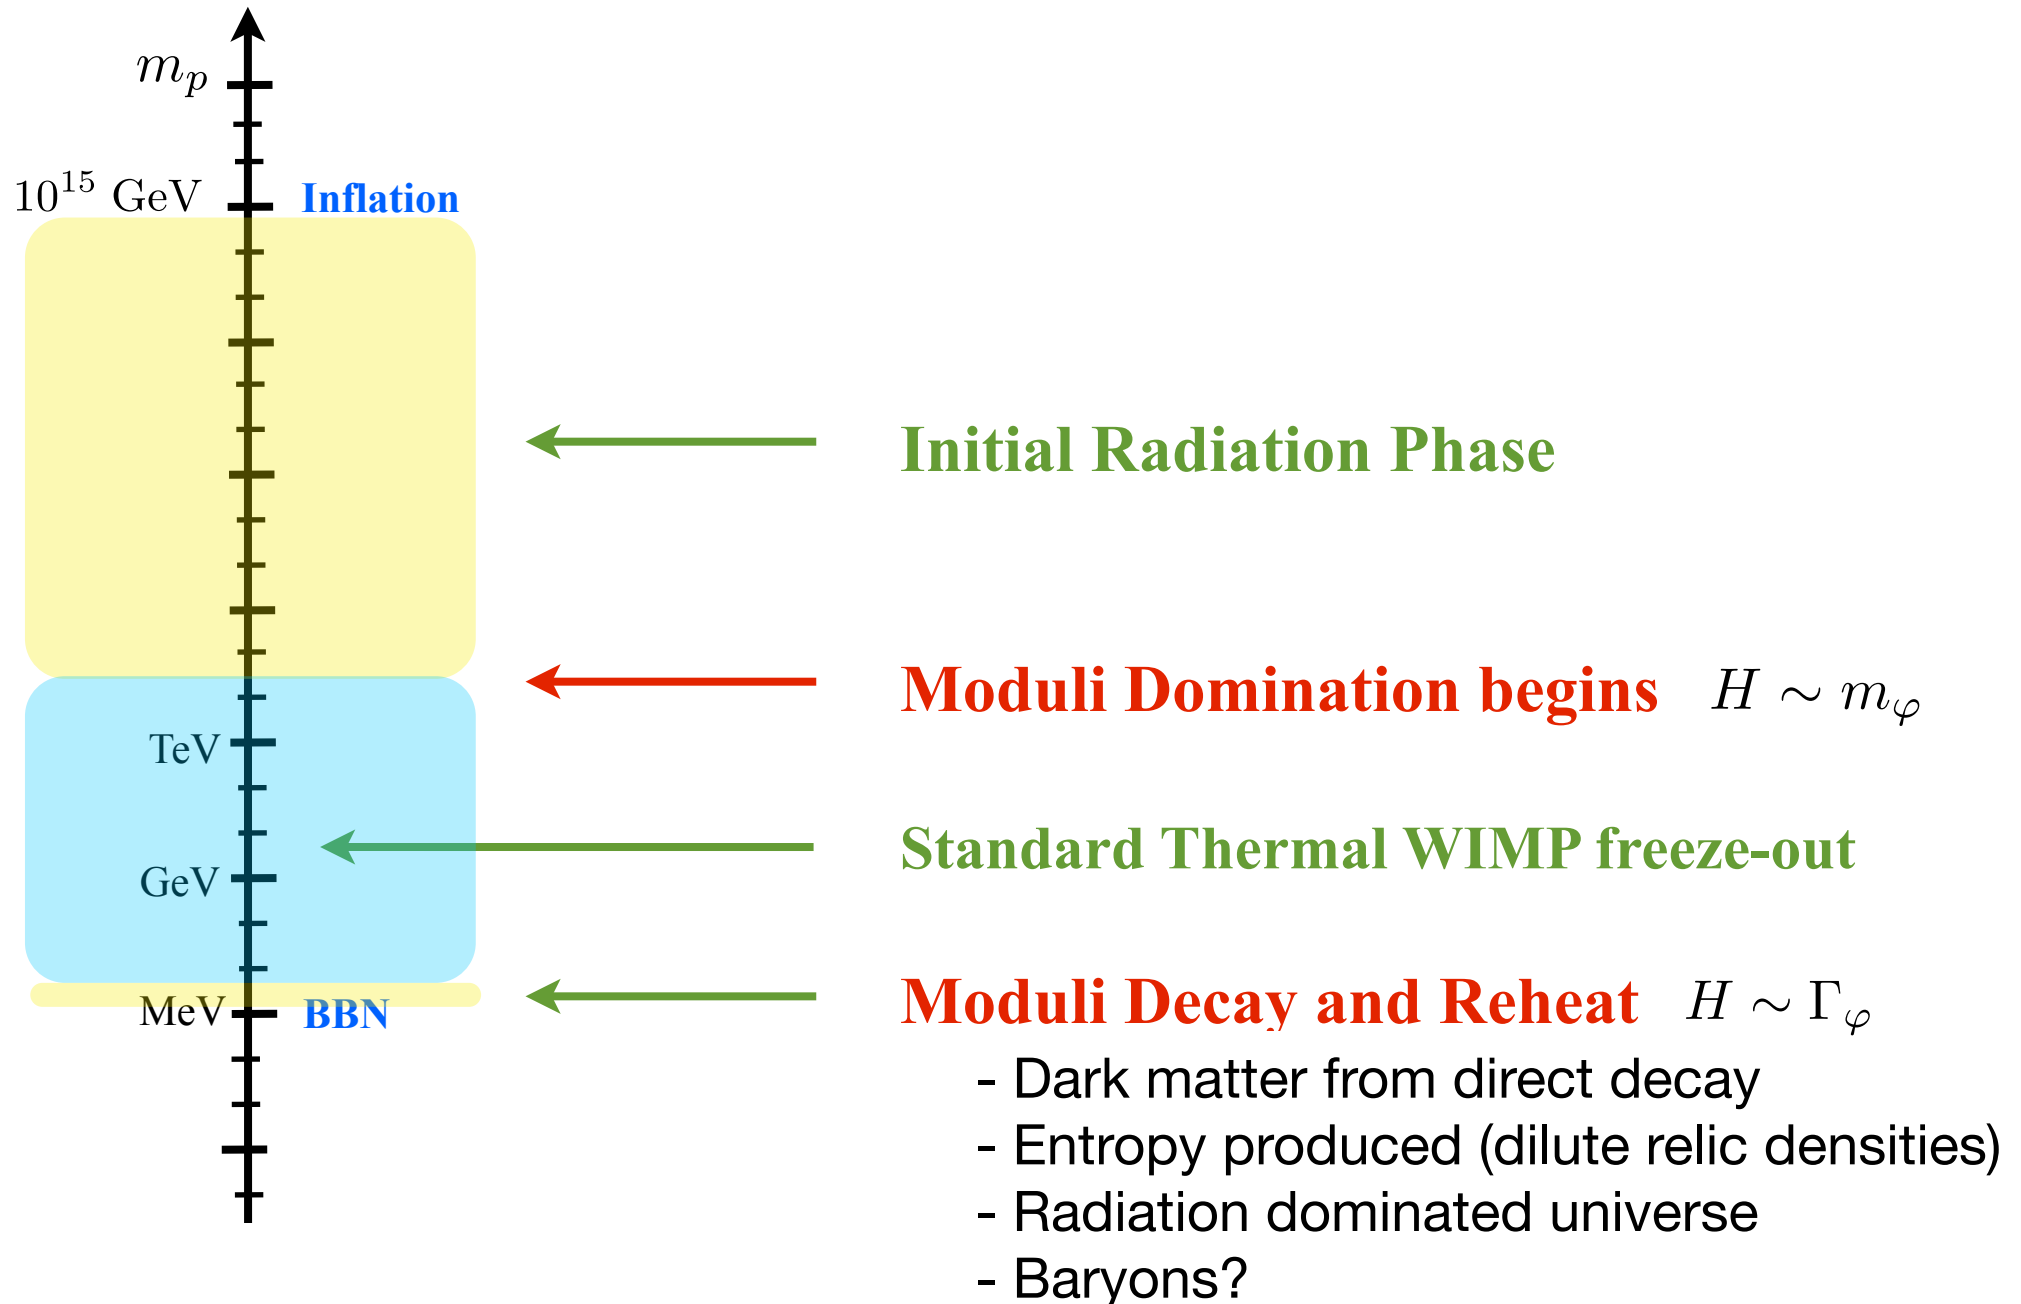 m_p
10^{15} GeV
Inflation
Initial Radiation Phase
Moduli Domination begins H ∼ m_φ
TeV
Standard Thermal WIMP freeze-out
GeV
Moduli Decay and Reheat H ∼ Γ_φ
MeV BBN
- Dark matter from direct decay
- Entropy produced (dilute relic densities)
- Radiation dominated universe
- Baryons?